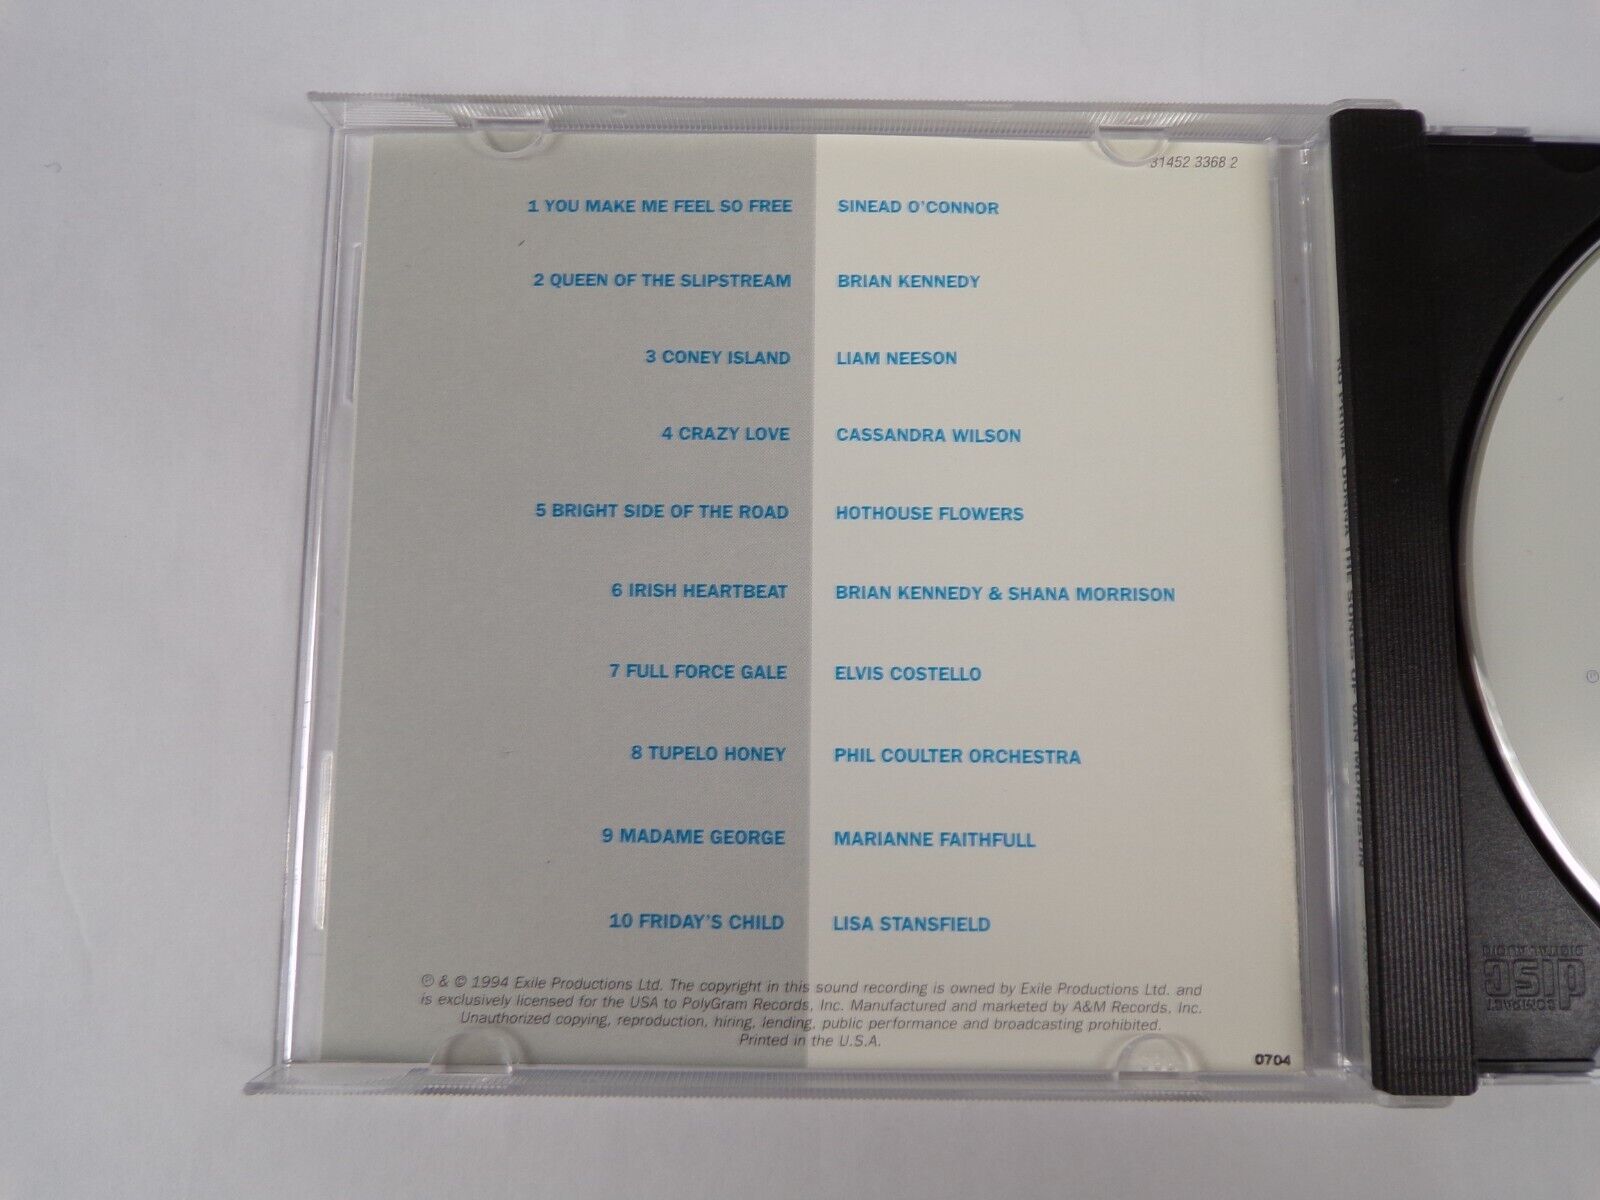 31452 3368 2
1 YOU MAKE ME FEEL SO FREE SINEAD O'CONNOR
2 QUEEN OF THE SLIPSTREAM BRIAN KENNEDY
3 CONEY ISLAND LIAM NEESON
4 CRAZY LOVE CASSANDRA WILSON
5 BRIGHT SIDE OF THE ROAD HOTHOUSE FLOWERS
6 IRISH HEARTBEAT BRIAN KENNEDY & SHANA MORRISON
7 FULL FORCE GALE ELVIS COSTELLO
8 TUPELO HONEY PHIL COULTER ORCHESTRA
9 MADAME GEORGE MARIANNE FAITHFULL
10 FRIDAY'S CHILD LISA STANSFIELD
℗ & © 1994 Exile Productions Ltd. The copyright in this sound recording is owned by Exile Productions Ltd. and
is exclusively licensed for the USA to PolyGram Records, Inc. Manufactured and marketed by A&M Records, Inc.
Unauthorized copying, reproduction, hiring, lending, public performance and broadcasting prohibited.
Printed in the U.S.A.
0704
THE SONGS OF VAN MORRISON
℗
COMPACT
disc
DIGITAL AUDIO